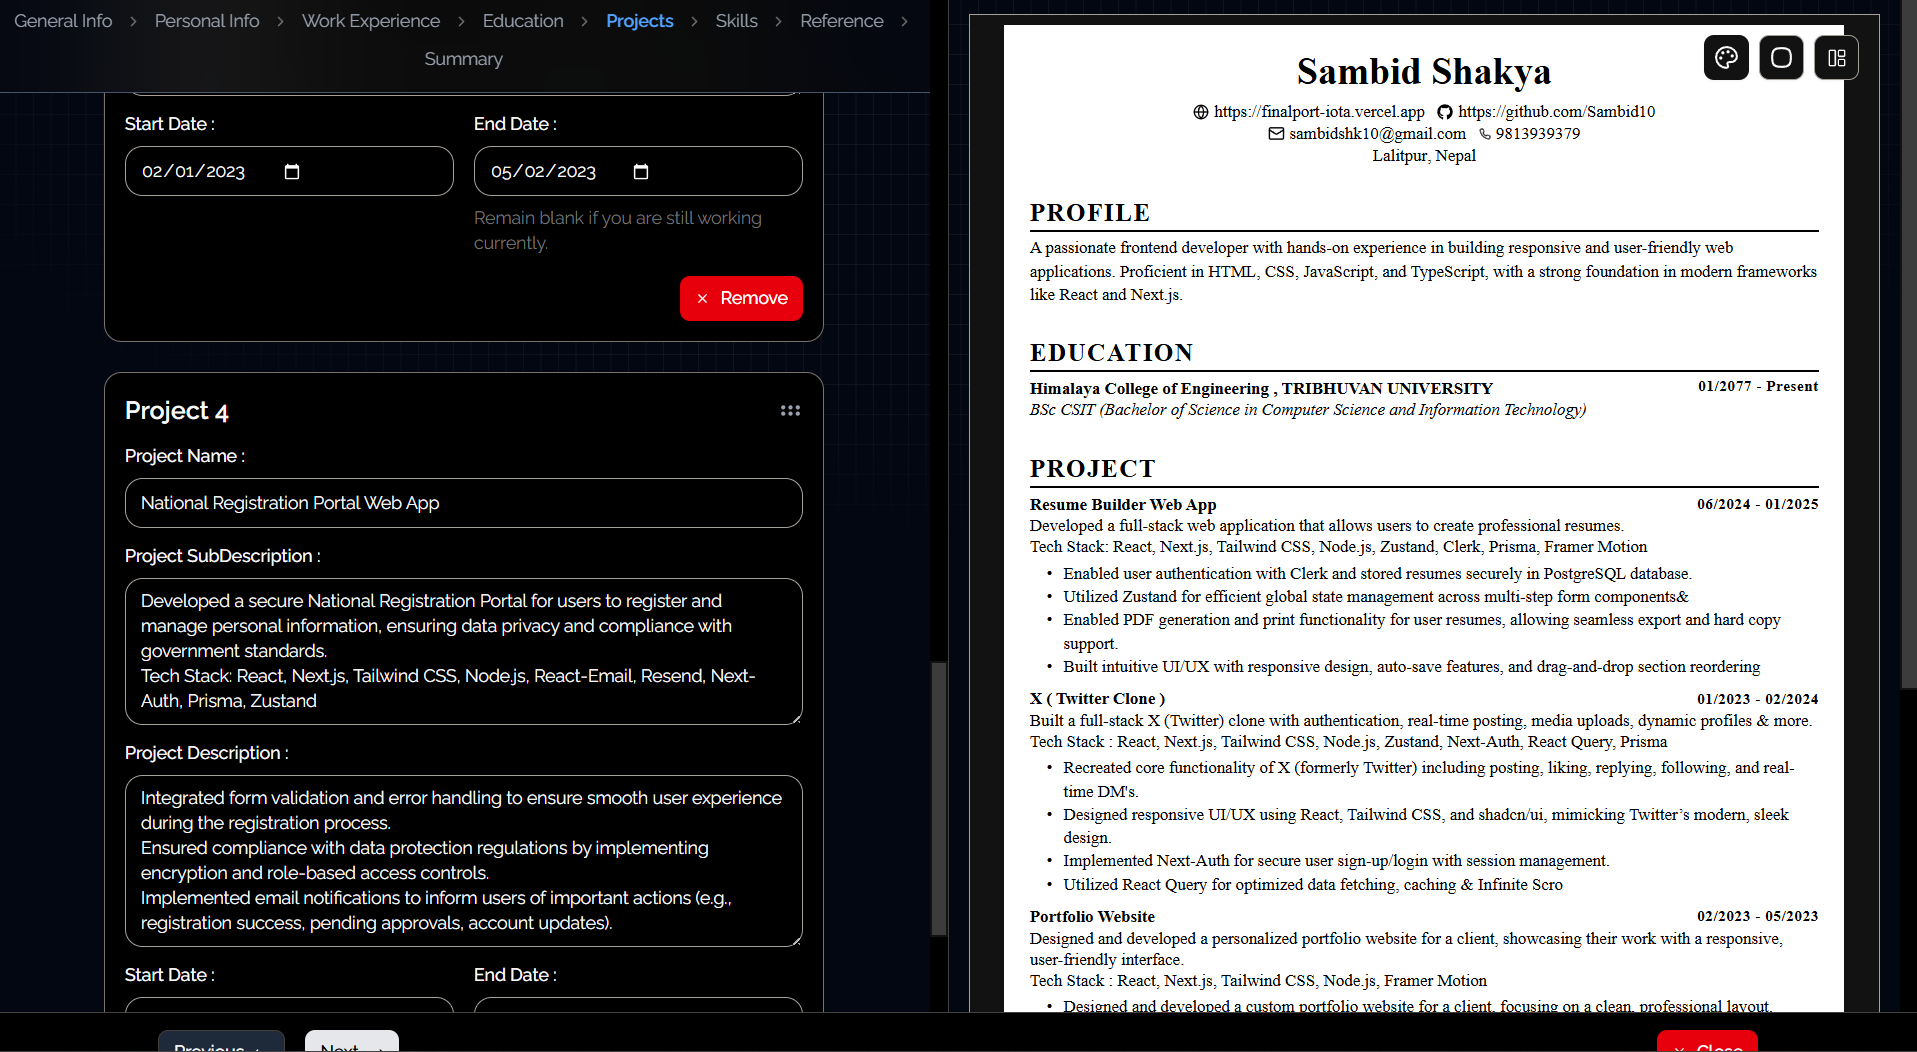 General Info > Personal Info > Work Experience > Education > Projects > Skills > Reference >
Summary
Start Date :
End Date :
02/01/2023
05/02/2023
Remain blank if you are still working
currently.
× Remove
Project 4
Project Name :
National Registration Portal Web App
Project SubDescription :
Developed a secure National Registration Portal for users to register and
manage personal information, ensuring data privacy and compliance with
government standards.
Tech Stack: React, Next.js, Tailwind CSS, Node.js, React-Email, Resend, Next-
Auth, Prisma, Zustand
Project Description :
Integrated form validation and error handling to ensure smooth user experience
during the registration process.
Ensured compliance with data protection regulations by implementing
encryption and role-based access controls.
Implemented email notifications to inform users of important actions (e.g.,
registration success, pending approvals, account updates).
Start Date :
End Date :
Previous
Next
Sambid Shakya
https://finalport-iota.vercel.app https://github.com/Sambid10
sambidshk10@gmail.com 9813939379
Lalitpur, Nepal
PROFILE
A passionate frontend developer with hands-on experience in building responsive and user-friendly web
applications. Proficient in HTML, CSS, JavaScript, and TypeScript, with a strong foundation in modern frameworks
like React and Next.js.
EDUCATION
Himalaya College of Engineering , TRIBHUVAN UNIVERSITY 01/2077 - Present
BSc CSIT (Bachelor of Science in Computer Science and Information Technology)
PROJECT
Resume Builder Web App 06/2024 - 01/2025
Developed a full-stack web application that allows users to create professional resumes.
Tech Stack: React, Next.js, Tailwind CSS, Node.js, Zustand, Clerk, Prisma, Framer Motion
• Enabled user authentication with Clerk and stored resumes securely in PostgreSQL database.
• Utilized Zustand for efficient global state management across multi-step form components&
• Enabled PDF generation and print functionality for user resumes, allowing seamless export and hard copy
support.
• Built intuitive UI/UX with responsive design, auto-save features, and drag-and-drop section reordering
X ( Twitter Clone ) 01/2023 - 02/2024
Built a full-stack X (Twitter) clone with authentication, real-time posting, media uploads, dynamic profiles & more.
Tech Stack : React, Next.js, Tailwind CSS, Node.js, Zustand, Next-Auth, React Query, Prisma
• Recreated core functionality of X (formerly Twitter) including posting, liking, replying, following, and real-
time DM's.
• Designed responsive UI/UX using React, Tailwind CSS, and shadcn/ui, mimicking Twitter’s modern, sleek
design.
• Implemented Next-Auth for secure user sign-up/login with session management.
• Utilized React Query for optimized data fetching, caching & Infinite Scro
Portfolio Website 02/2023 - 05/2023
Designed and developed a personalized portfolio website for a client, showcasing their work with a responsive,
user-friendly interface.
Tech Stack : React, Next.js, Tailwind CSS, Node.js, Framer Motion
• Designed and developed a custom portfolio website for a client, focusing on a clean, professional layout.
× Close